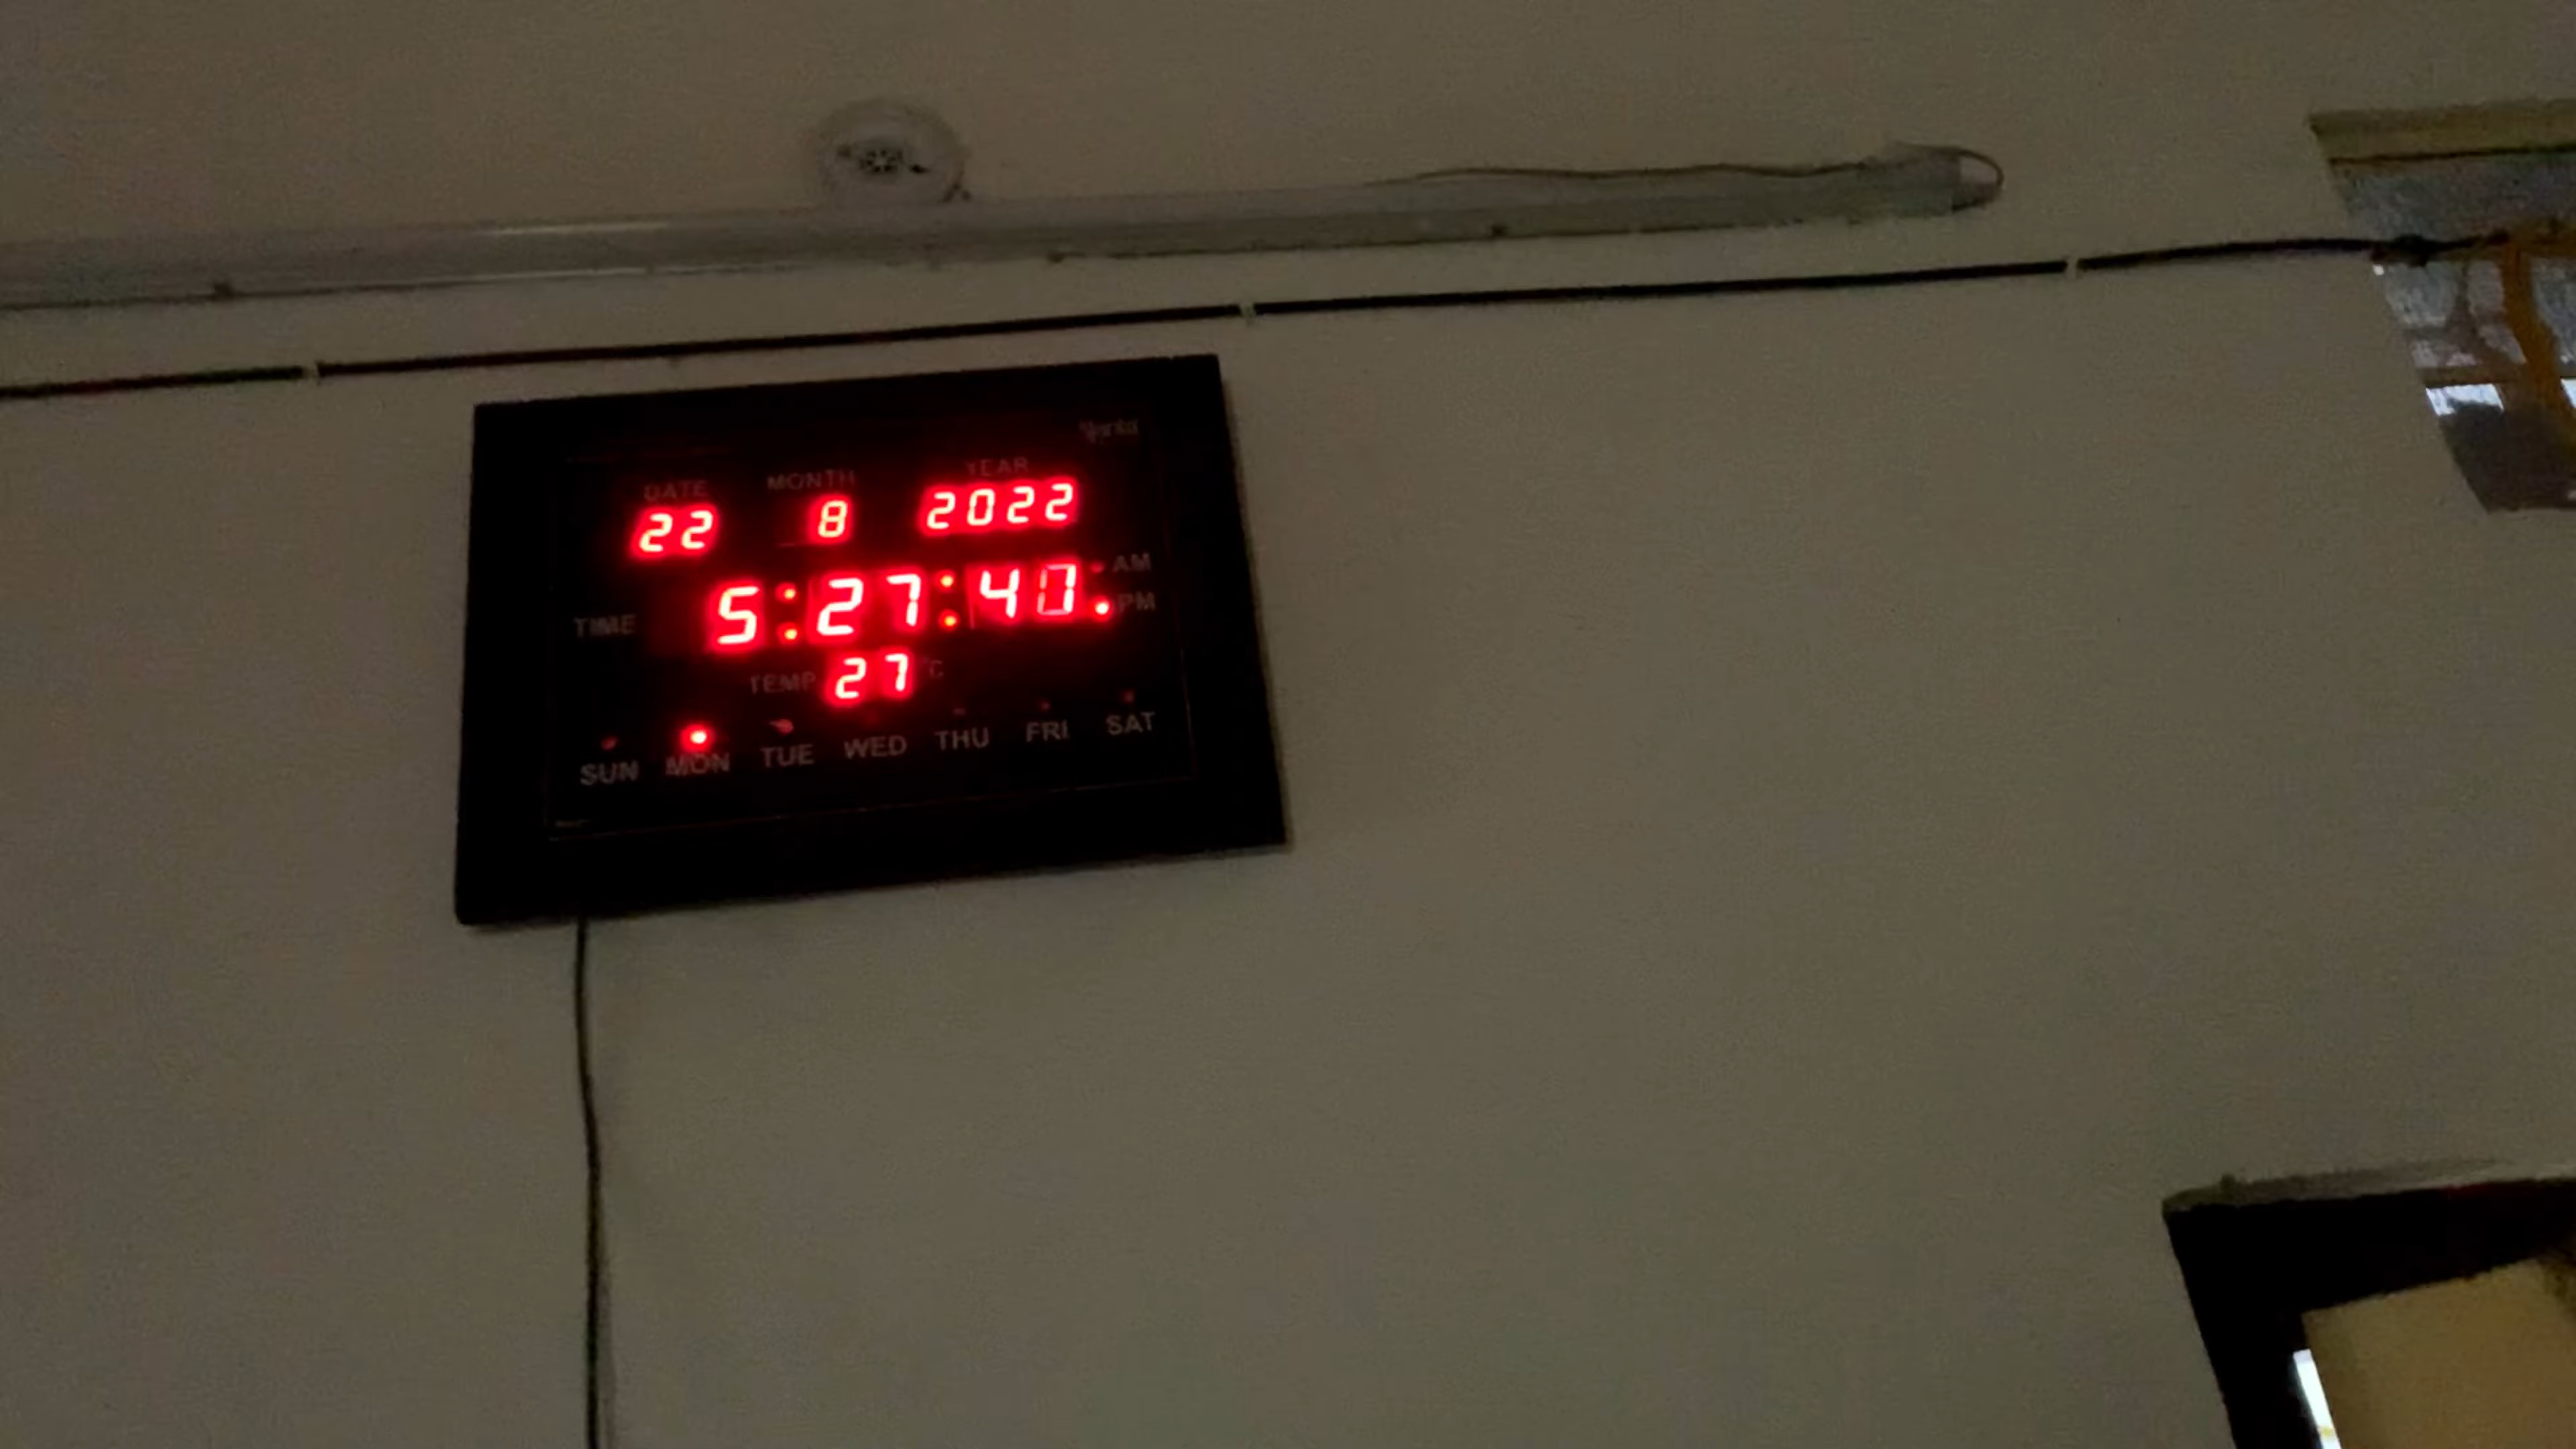 DATE MONTH YEAR
22 8 2022
TIME 5:27:40 AM PM
TEMP 27 °C
SUN MON TUE WED THU FRI SAT